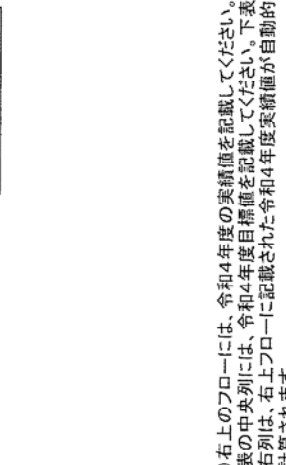 )右上のフローには、令和4年度の実績値を記載してください。
表の中央列には、令和4年度目標値を記載してください。下表
右列は、右上フローに記載された令和4年度実績値が自動的
計算されます